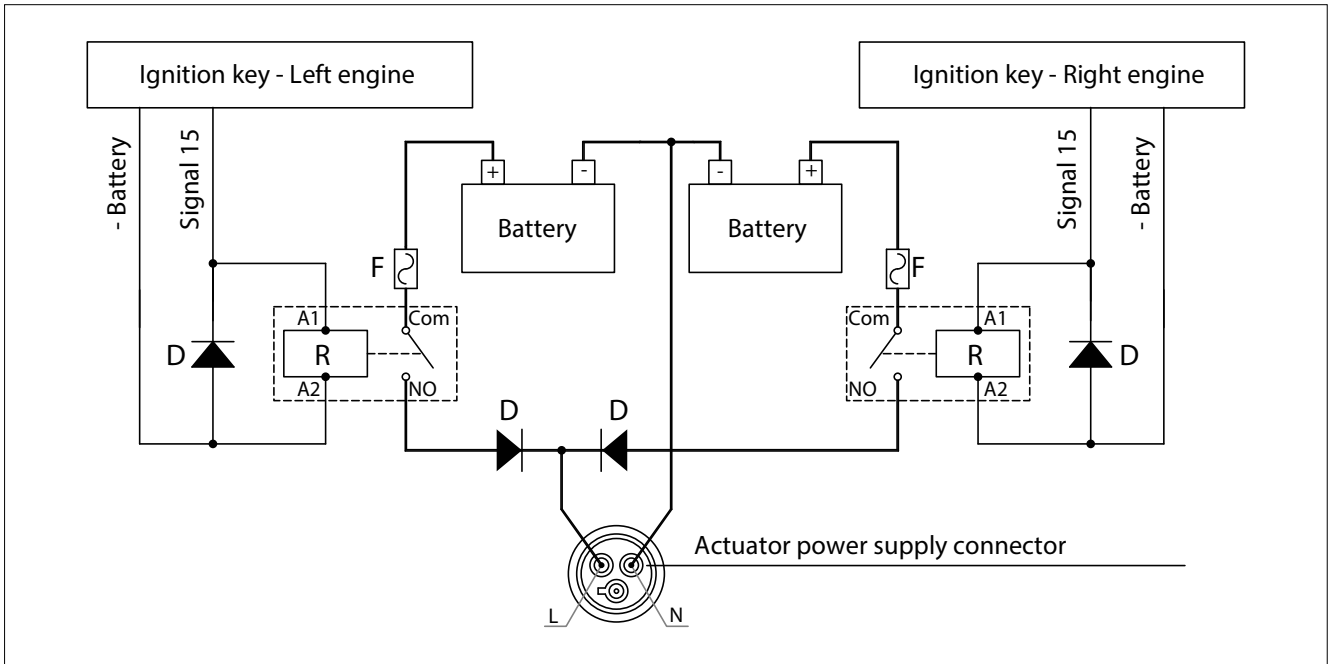 Ignition key - Left engine
Ignition key - Right engine
- Battery
Signal 15
Signal 15
- Battery
+
-
-
+
Battery
Battery
F
F
A1
Com
Com
A1
D
R
R
D
A2
NO
NO
A2
D
D
Actuator power supply connector
L
N